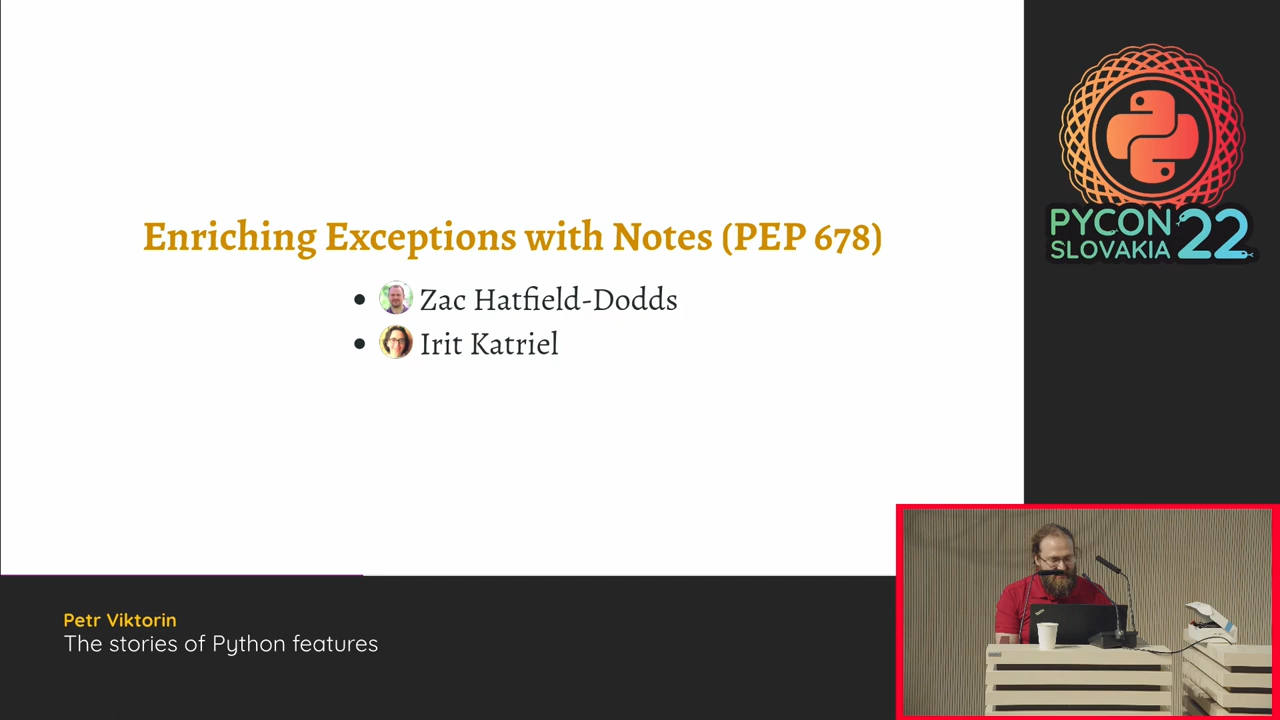 Enriching Exceptions with Notes (PEP 678)
Zac Hatfield-Dodds
Irit Katriel
PYCON
SLOVAKIA
22
Petr Viktorin
The stories of Python features